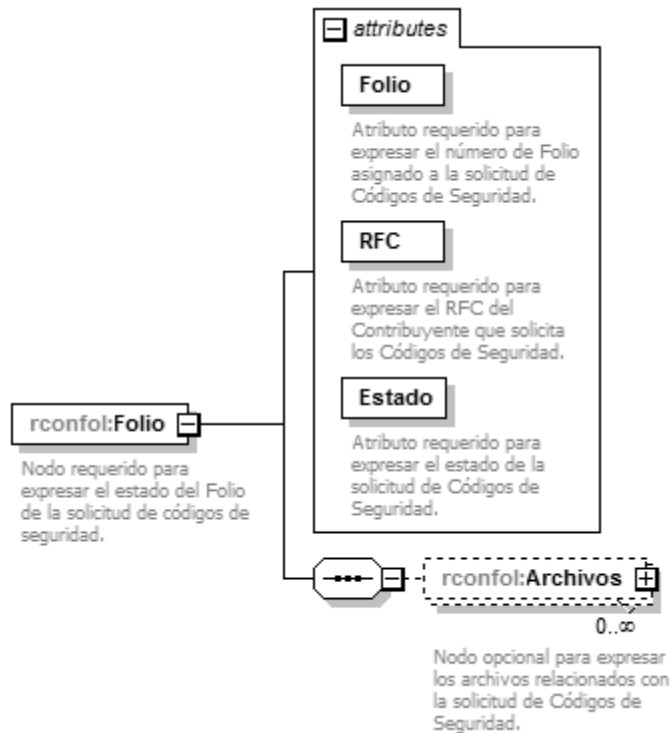 attributes
Folio
Atributo requerido para
expresar el número de Folio
asignado a la solicitud de
Códigos de Seguridad.
RFC
Atributo requerido para
expresar el RFC del
Contribuyente que solicita
los Códigos de Seguridad.
Estado
Atributo requerido para
expresar el estado de la
solicitud de Códigos de
Seguridad.
rconfol:Folio
Nodo requerido para
expresar el estado del Folio
de la solicitud de códigos de
seguridad.
rconfol:Archivos
0..∞
Nodo opcional para expresar
los archivos relacionados con
la solicitud de Códigos de
Seguridad.